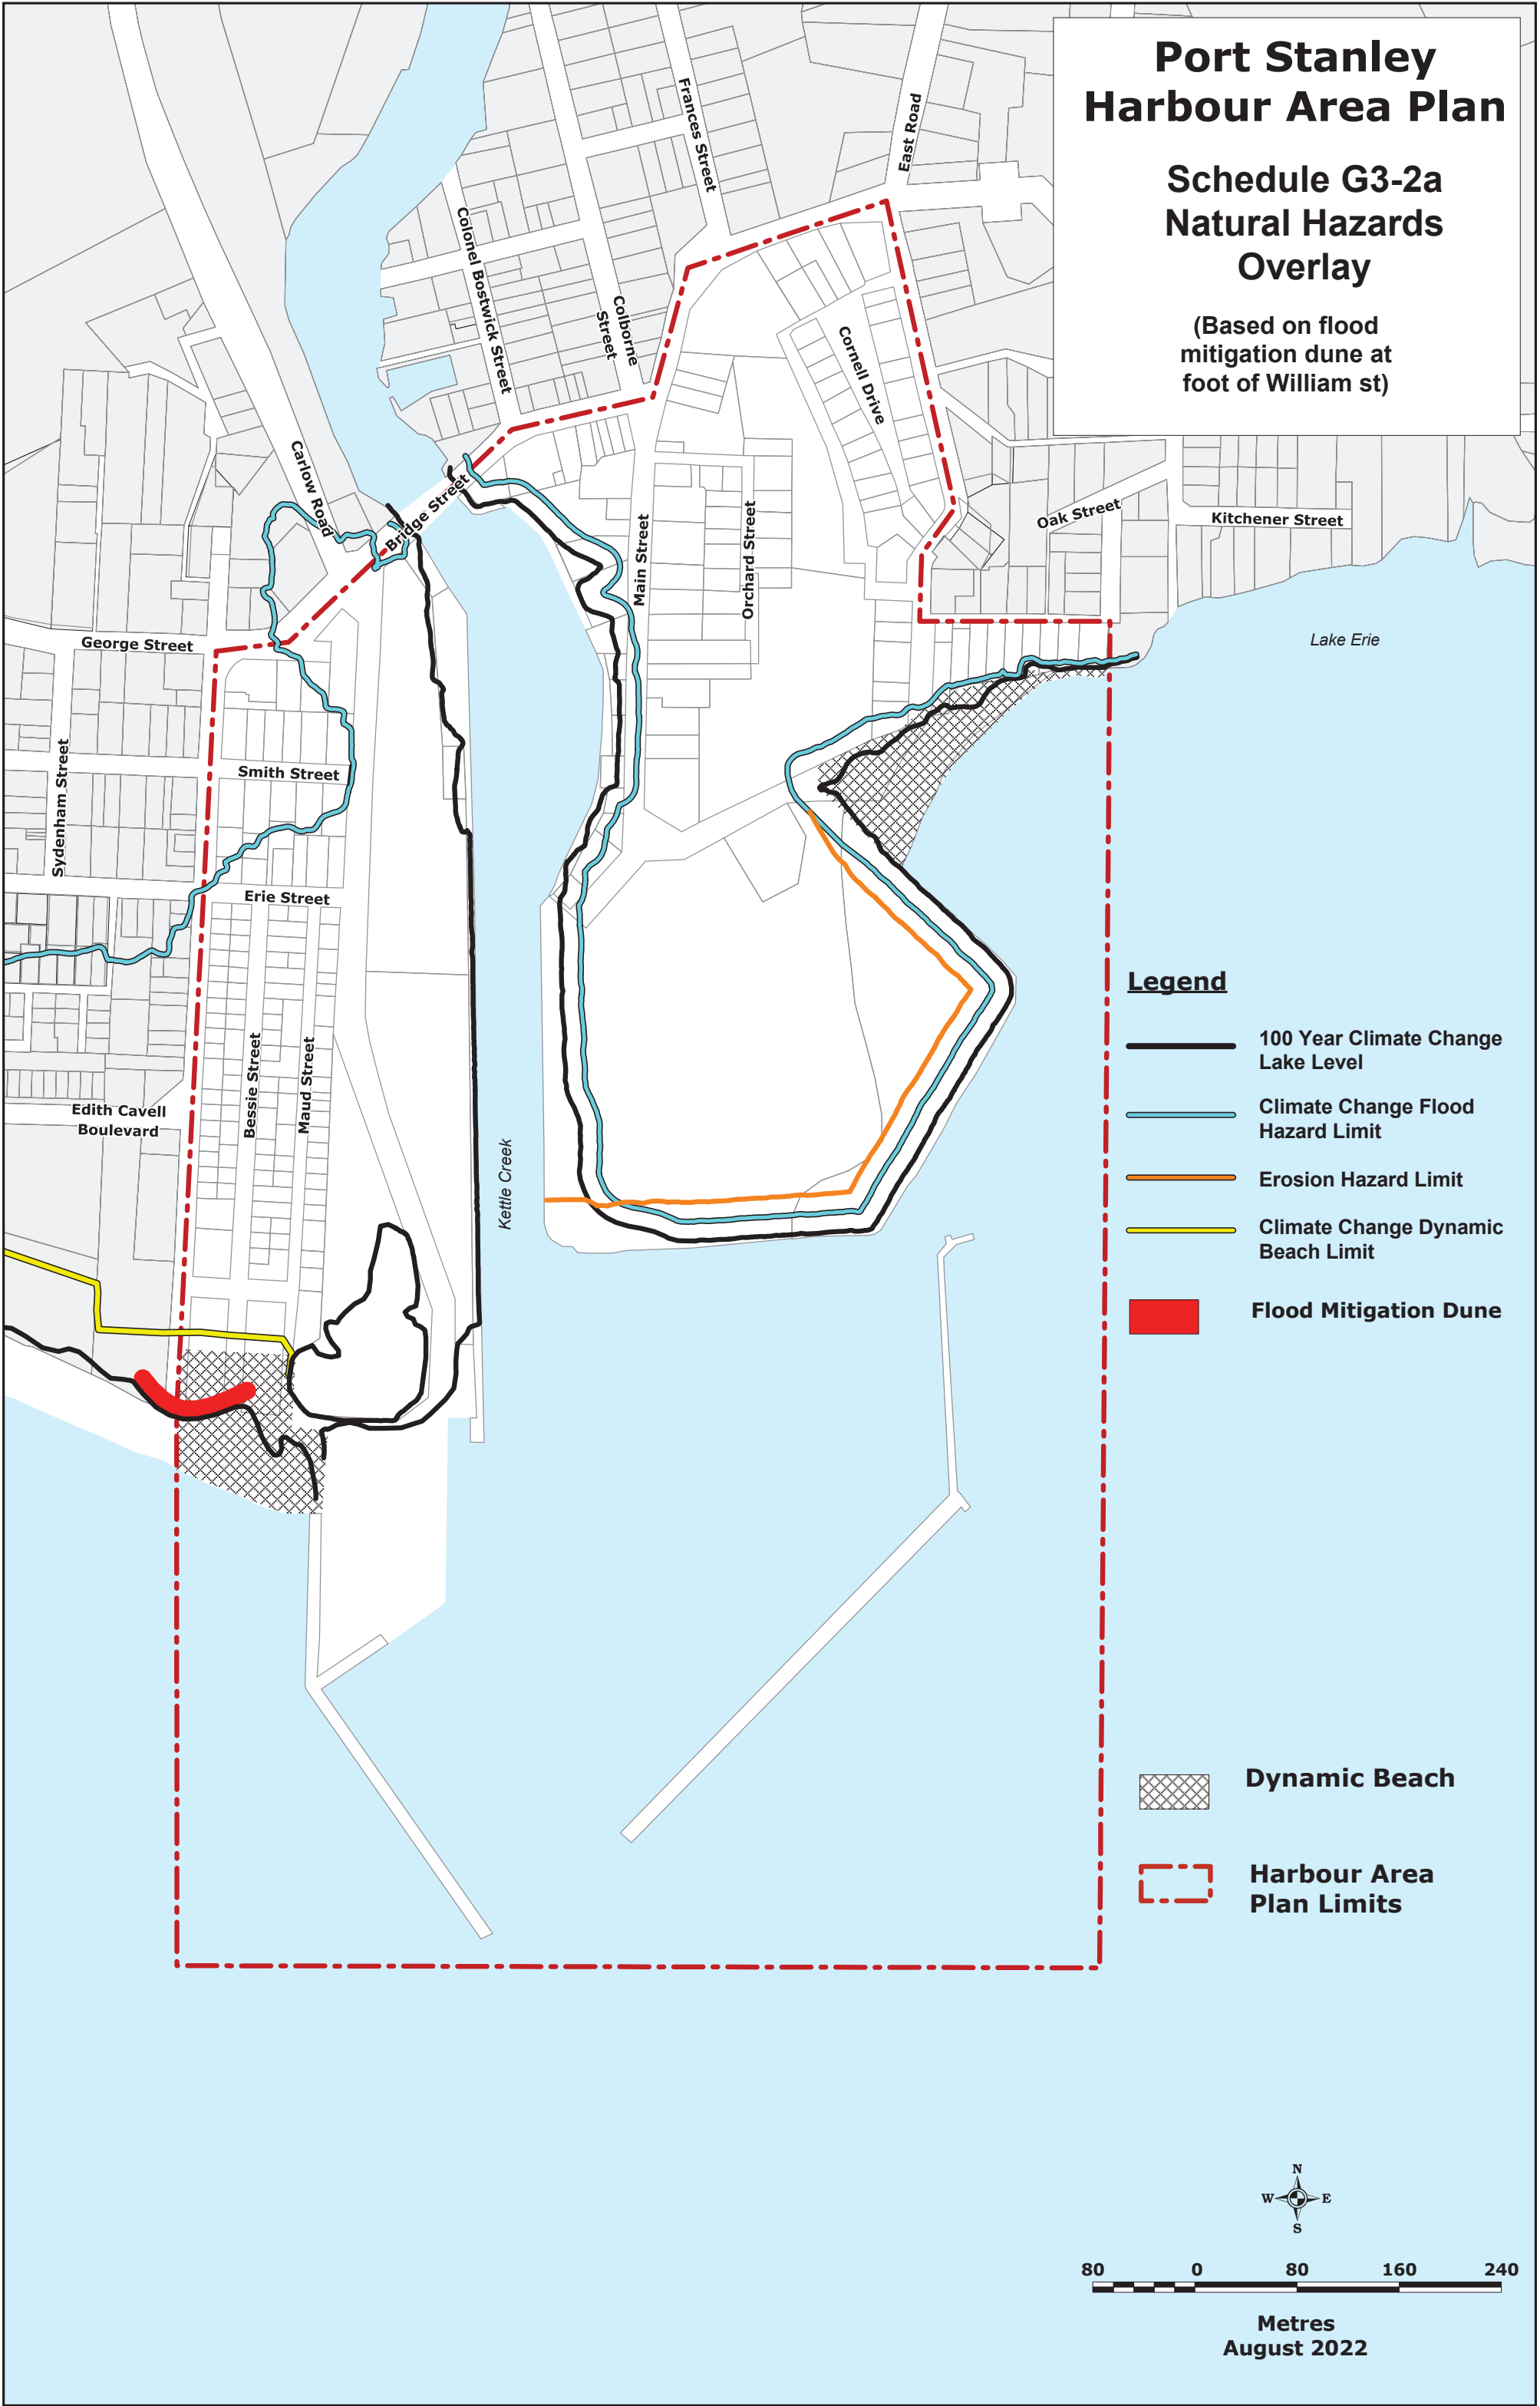 Port Stanley
Harbour Area Plan
Schedule G3-2a
Natural Hazards
Overlay
(Based on flood
mitigation dune at
foot of William st)
Frances Street
East Road
Colonel Bostwick Street
Colborne
Street
Cornell Drive
Carlow Road
Bridge Street
Main Street
Orchard Street
Oak Street
Kitchener Street
George Street
Lake Erie
Sydenham Street
Smith Street
Erie Street
Bessie Street
Maud Street
Edith Cavell
Boulevard
Kettle Creek
Legend
100 Year Climate Change
Lake Level
Climate Change Flood
Hazard Limit
Erosion Hazard Limit
Climate Change Dynamic
Beach Limit
Flood Mitigation Dune
Dynamic Beach
Harbour Area
Plan Limits
N
W E
S
80 0 80 160 240
Metres
August 2022